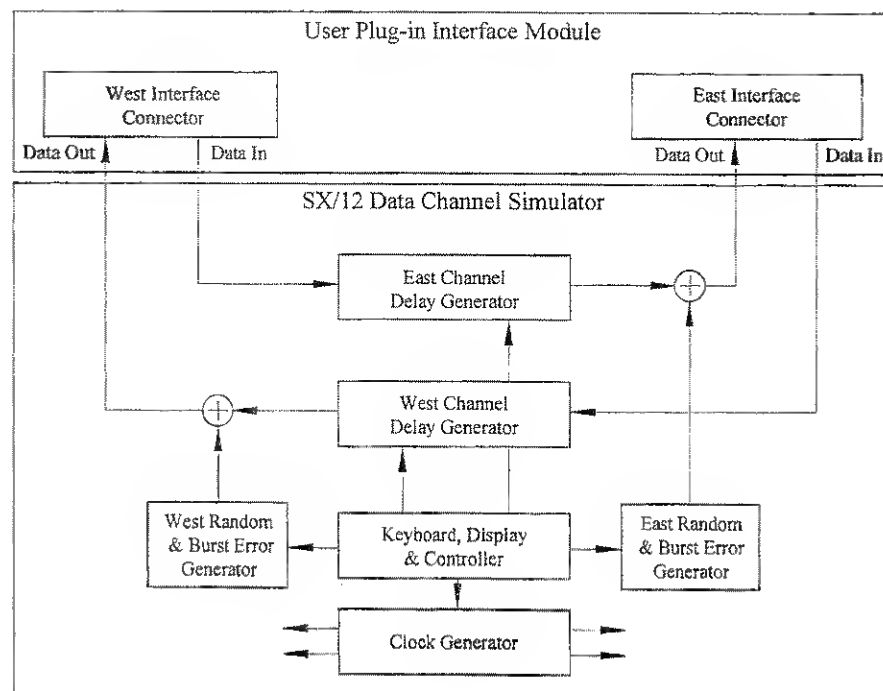 User Plug-in Interface Module
West Interface
Connector
East Interface
Connector
Data Out
Data In
Data Out
Data In
SX/12 Data Channel Simulator
East Channel
Delay Generator
West Channel
Delay Generator
West Random
& Burst Error
Generator
Keyboard, Display
& Controller
East Random
& Burst Error
Generator
Clock Generator